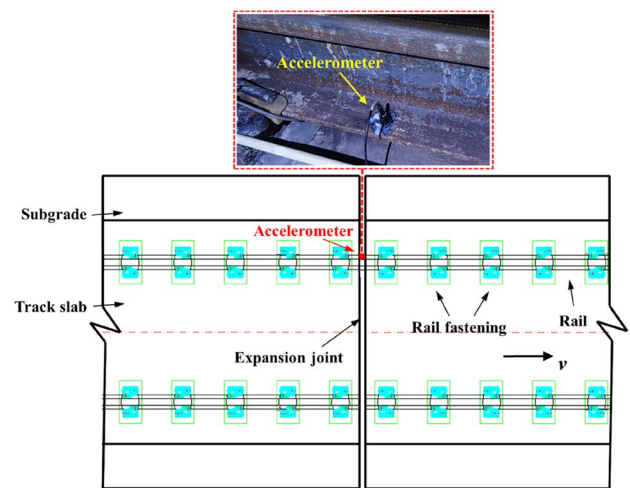 Accelerometer
Subgrade
Accelerometer
Track slab
Rail fastening
Rail
Expansion joint
v